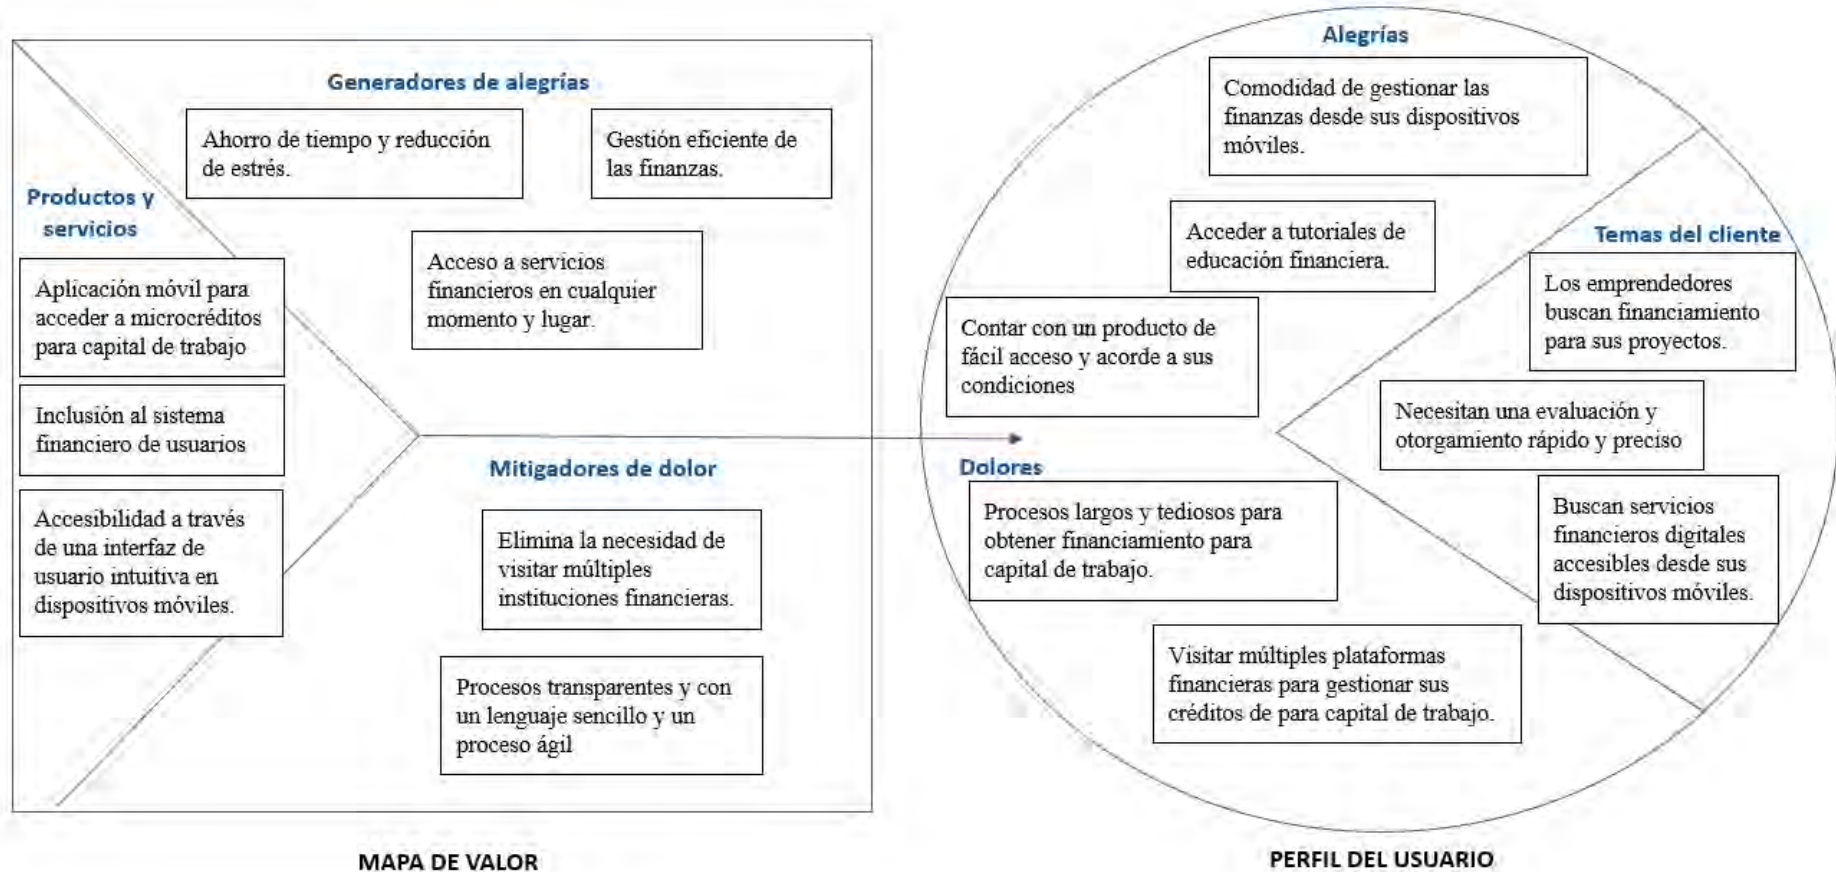 Generadores de alegrías
Ahorro de tiempo y reducción
de estrés.
Gestión eficiente de
las finanzas.
Acceso a servicios
financieros en cualquier
momento y lugar.
Productos y
servicios
Aplicación móvil para
acceder a microcréditos
para capital de trabajo
Inclusión al sistema
financiero de usuarios
Accesibilidad a través
de una interfaz de
usuario intuitiva en
dispositivos móviles.
Mitigadores de dolor
Elimina la necesidad de
visitar múltiples
instituciones financieras.
Procesos transparentes y con
un lenguaje sencillo y un
proceso ágil
MAPA DE VALOR
Alegrías
Comodidad de gestionar las
finanzas desde sus dispositivos
móviles.
Acceder a tutoriales de
educación financiera.
Contar con un producto de
fácil acceso y acorde a sus
condiciones
Temas del cliente
Los emprendedores
buscan financiamiento
para sus proyectos.
Necesitan una evaluación y
otorgamiento rápido y preciso
Buscan servicios
financieros digitales
accesibles desde sus
dispositivos móviles.
Dolores
Procesos largos y tediosos para
obtener financiamiento para
capital de trabajo.
Visitar múltiples plataformas
financieras para gestionar sus
créditos de para capital de trabajo.
PERFIL DEL USUARIO